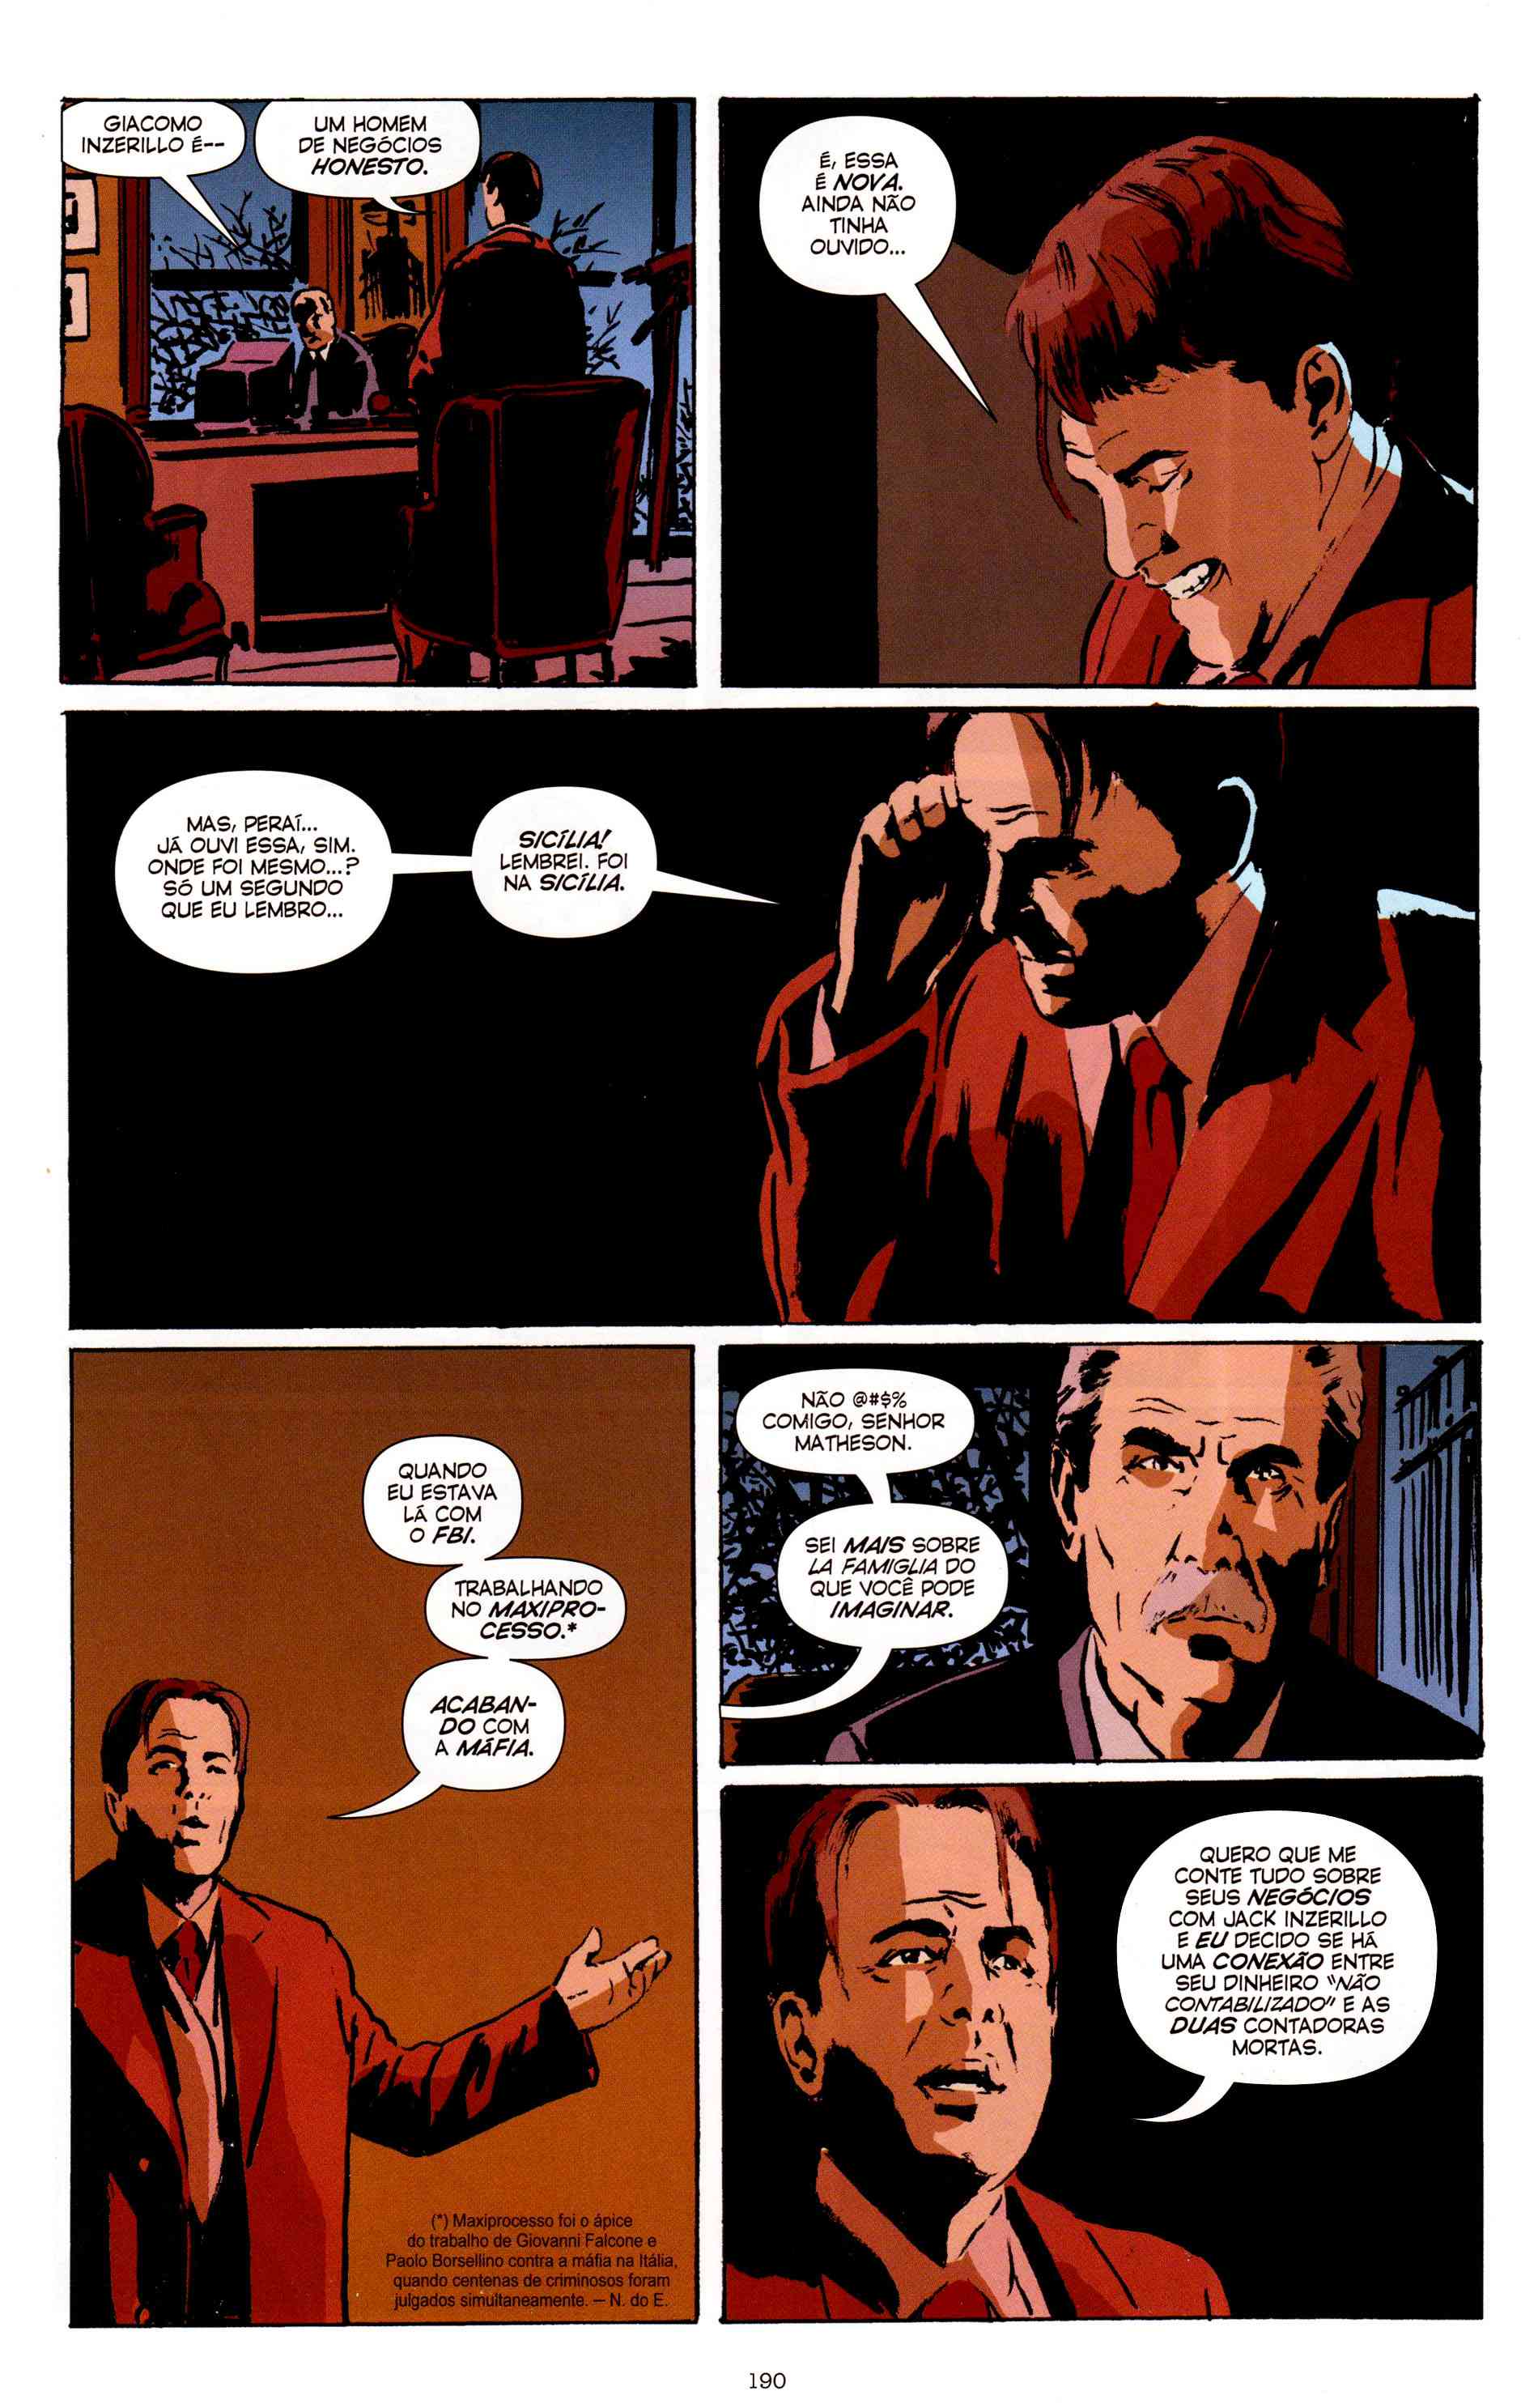 GIACOMO
INZERILLO É--
UM HOMEM
DE NEGÓCIOS
HONESTO.
É, ESSA
É NOVA.
AINDA NÃO
TINHA
OUVIDO...
MAS, PERAÍ...
JÁ OUVI ESSA, SIM.
ONDE FOI MESMO...?
SÓ UM SEGUNDO
QUE EU LEMBRO...
SICÍLIA!
LEMBREI. FOI
NA SICÍLIA.
QUANDO
EU ESTAVA
LÁ COM
O FBI.
TRABALHANDO
NO MAXIPRO-
CESSO.*
ACABAN-
DO COM
A MÁFIA.
(*) Maxiprocesso foi o ápice
do trabalho de Giovanni Falcone e
Paolo Borsellino contra a máfia na Itália,
quando centenas de criminosos foram
julgados simultaneamente. — N. do E.
NÃO @#$%
COMIGO, SENHOR
MATHESON.
SEI MAIS SOBRE
LA FAMIGLIA DO
QUE VOCÊ PODE
IMAGINAR.
QUERO QUE ME
CONTE TUDO SOBRE
SEUS NEGÓCIOS
COM JACK INZERILLO
E EU DECIDO SE HÁ
UMA CONEXÃO ENTRE
SEU DINHEIRO "NÃO
CONTABILIZADO" E AS
DUAS CONTADORAS
MORTAS.
190